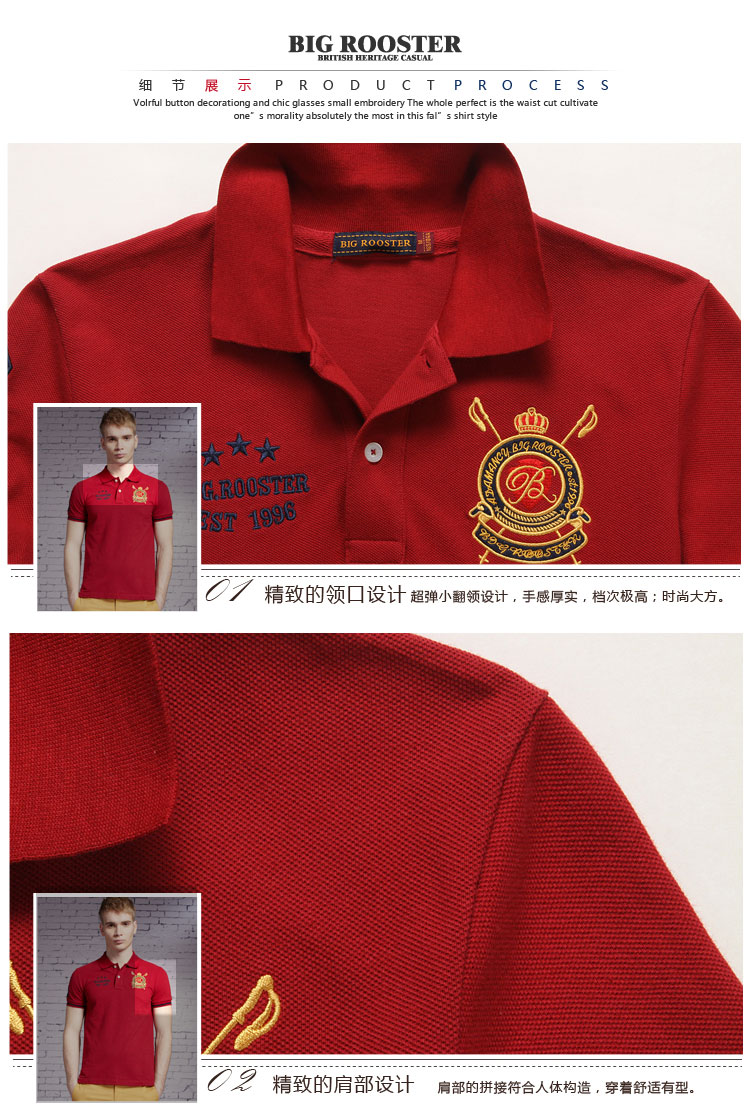 BIG ROOSTER
BRITISH HERITAGE CASUAL
细节展示 PRODUCT PROCESS
Volrful button decorationg and chic glasses small embroidery The whole perfect is the waist cut cultivate
one”s morality absolutely the most in this fal”s shirt style
BIG ROOSTER
G.ROOSTER
EST 1996
BIG ROOSTER
B
01 精致的领口设计 超弹小翻领设计，手感厚实，档次极高；时尚大方。
02 精致的肩部设计 肩部的拼接符合人体构造，穿着舒适有型。